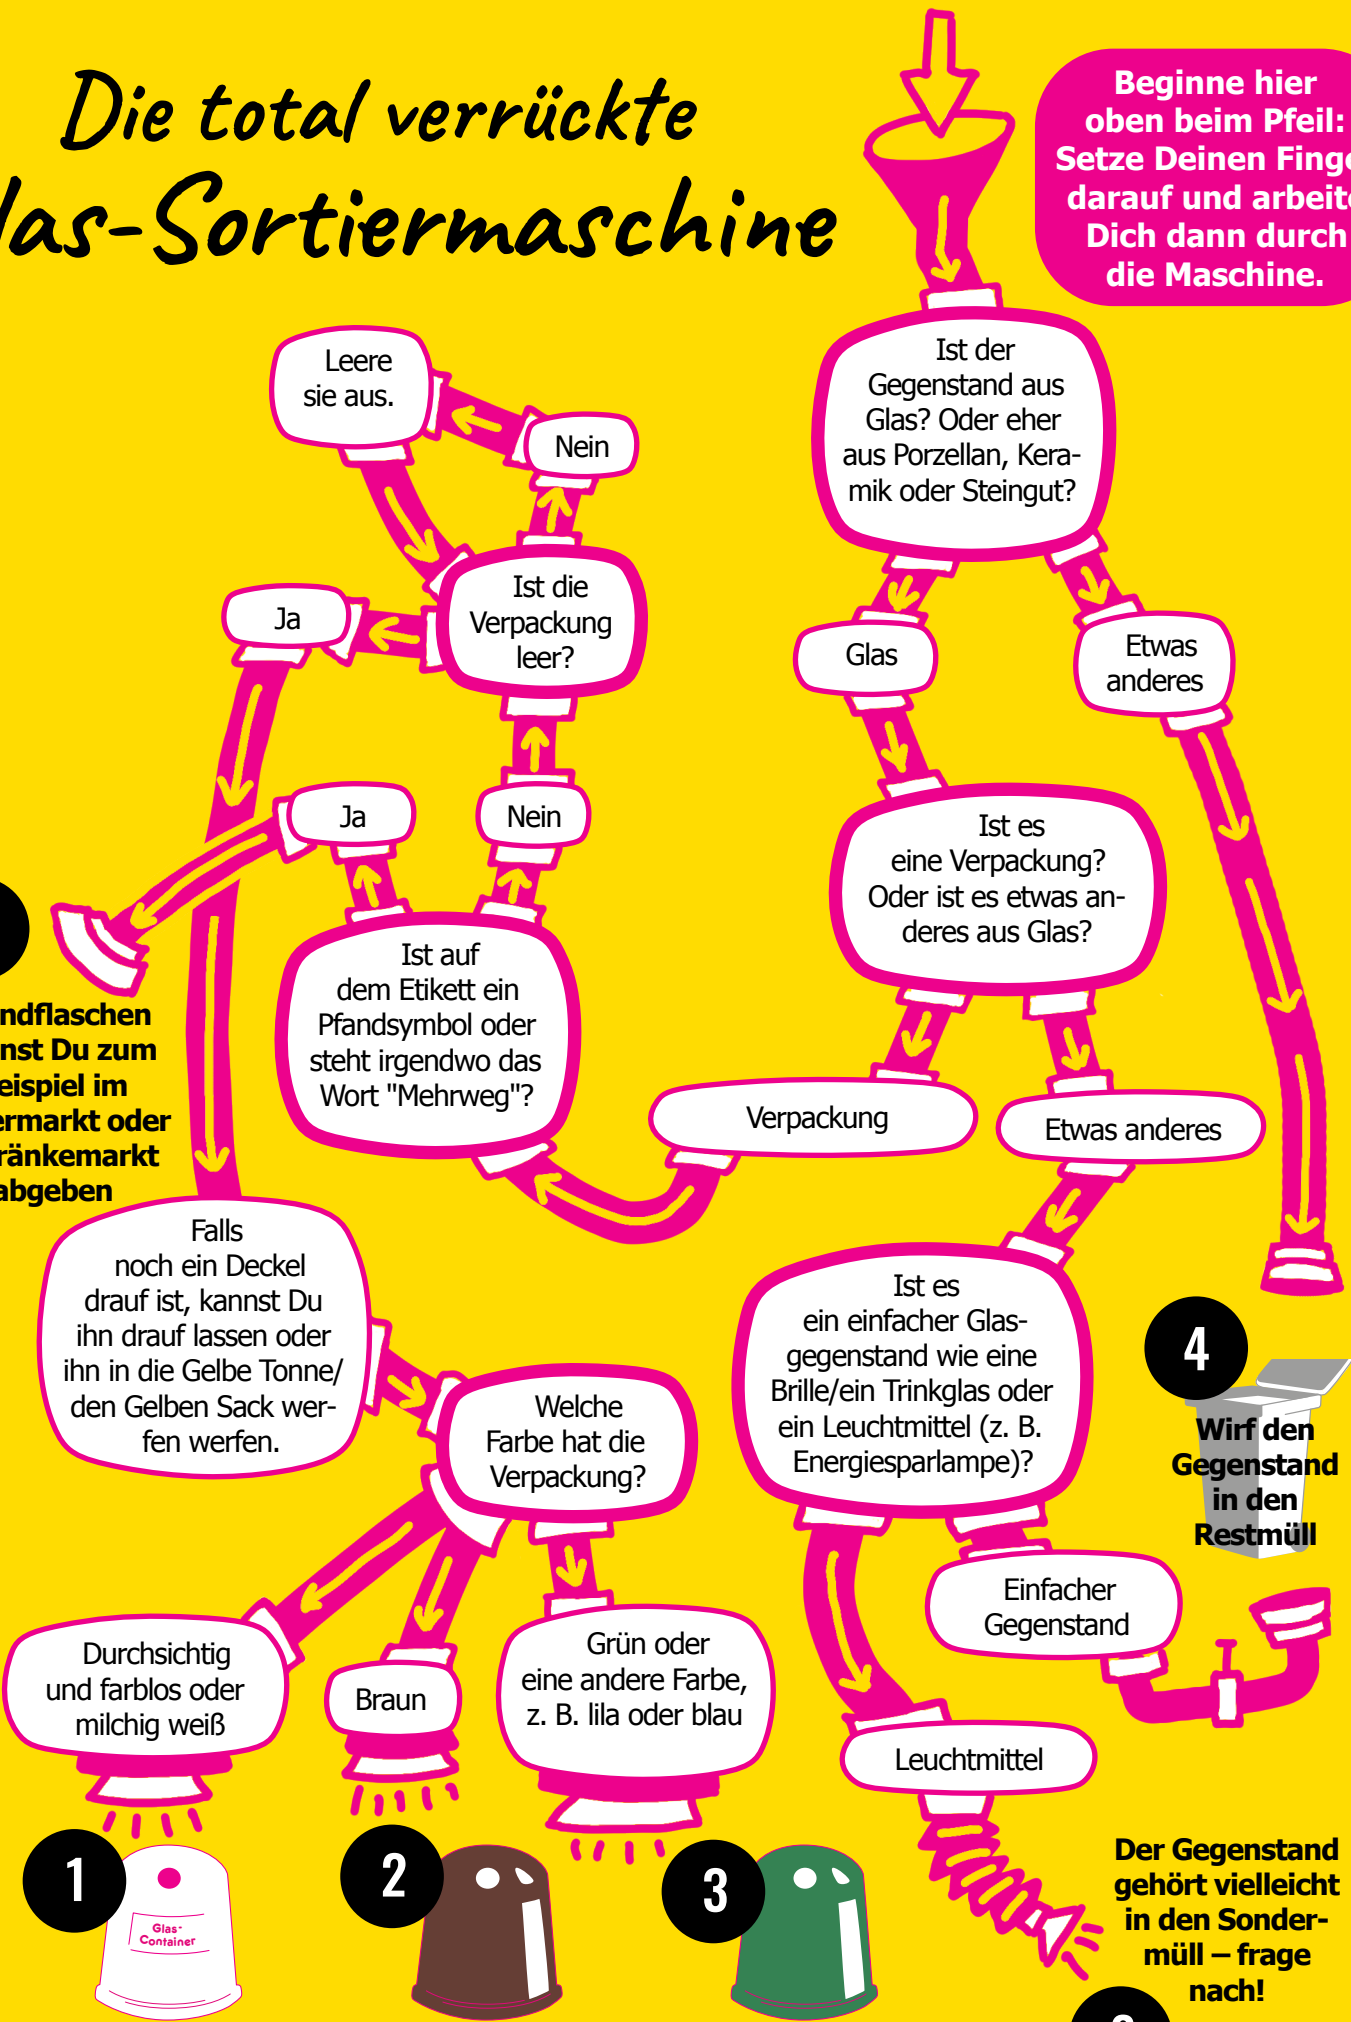 Die total verrückte
las-Sortiermaschine
Beginne hier
oben beim Pfeil:
Setze Deinen Finge
darauf und arbeite
Dich dann durch
die Maschine.
Ist der
Gegenstand aus
Glas? Oder eher
aus Porzellan, Kera-
mik oder Steingut?
Glas
Etwas
anderes
Ist es
eine Verpackung?
Oder ist es etwas an-
deres aus Glas?
Verpackung
Etwas anderes
Leere
sie aus.
Nein
Ist die
Verpackung
leer?
Ja
Ja
Nein
Ist auf
dem Etikett ein
Pfandsymbol oder
steht irgendwo das
Wort "Mehrweg"?
ndflaschen
nst Du zum
eispiel im
ermarkt oder
ränkemarkt
abgeben
Falls
noch ein Deckel
drauf ist, kannst Du
ihn drauf lassen oder
ihn in die Gelbe Tonne/
den Gelben Sack wer-
fen werfen.
Welche
Farbe hat die
Verpackung?
Durchsichtig
und farblos oder
milchig weiß
Braun
Grün oder
eine andere Farbe,
z. B. lila oder blau
1
Glas-
Container
2
3
Ist es
ein einfacher Glas-
gegenstand wie eine
Brille/ein Trinkglas oder
ein Leuchtmittel (z. B.
Energiesparlampe)?
4
Wirf den
Gegenstand
in den
Restmüll
Einfacher
Gegenstand
Leuchtmittel
Der Gegenstand
gehört vielleicht
in den Sonder-
müll – frage
nach!